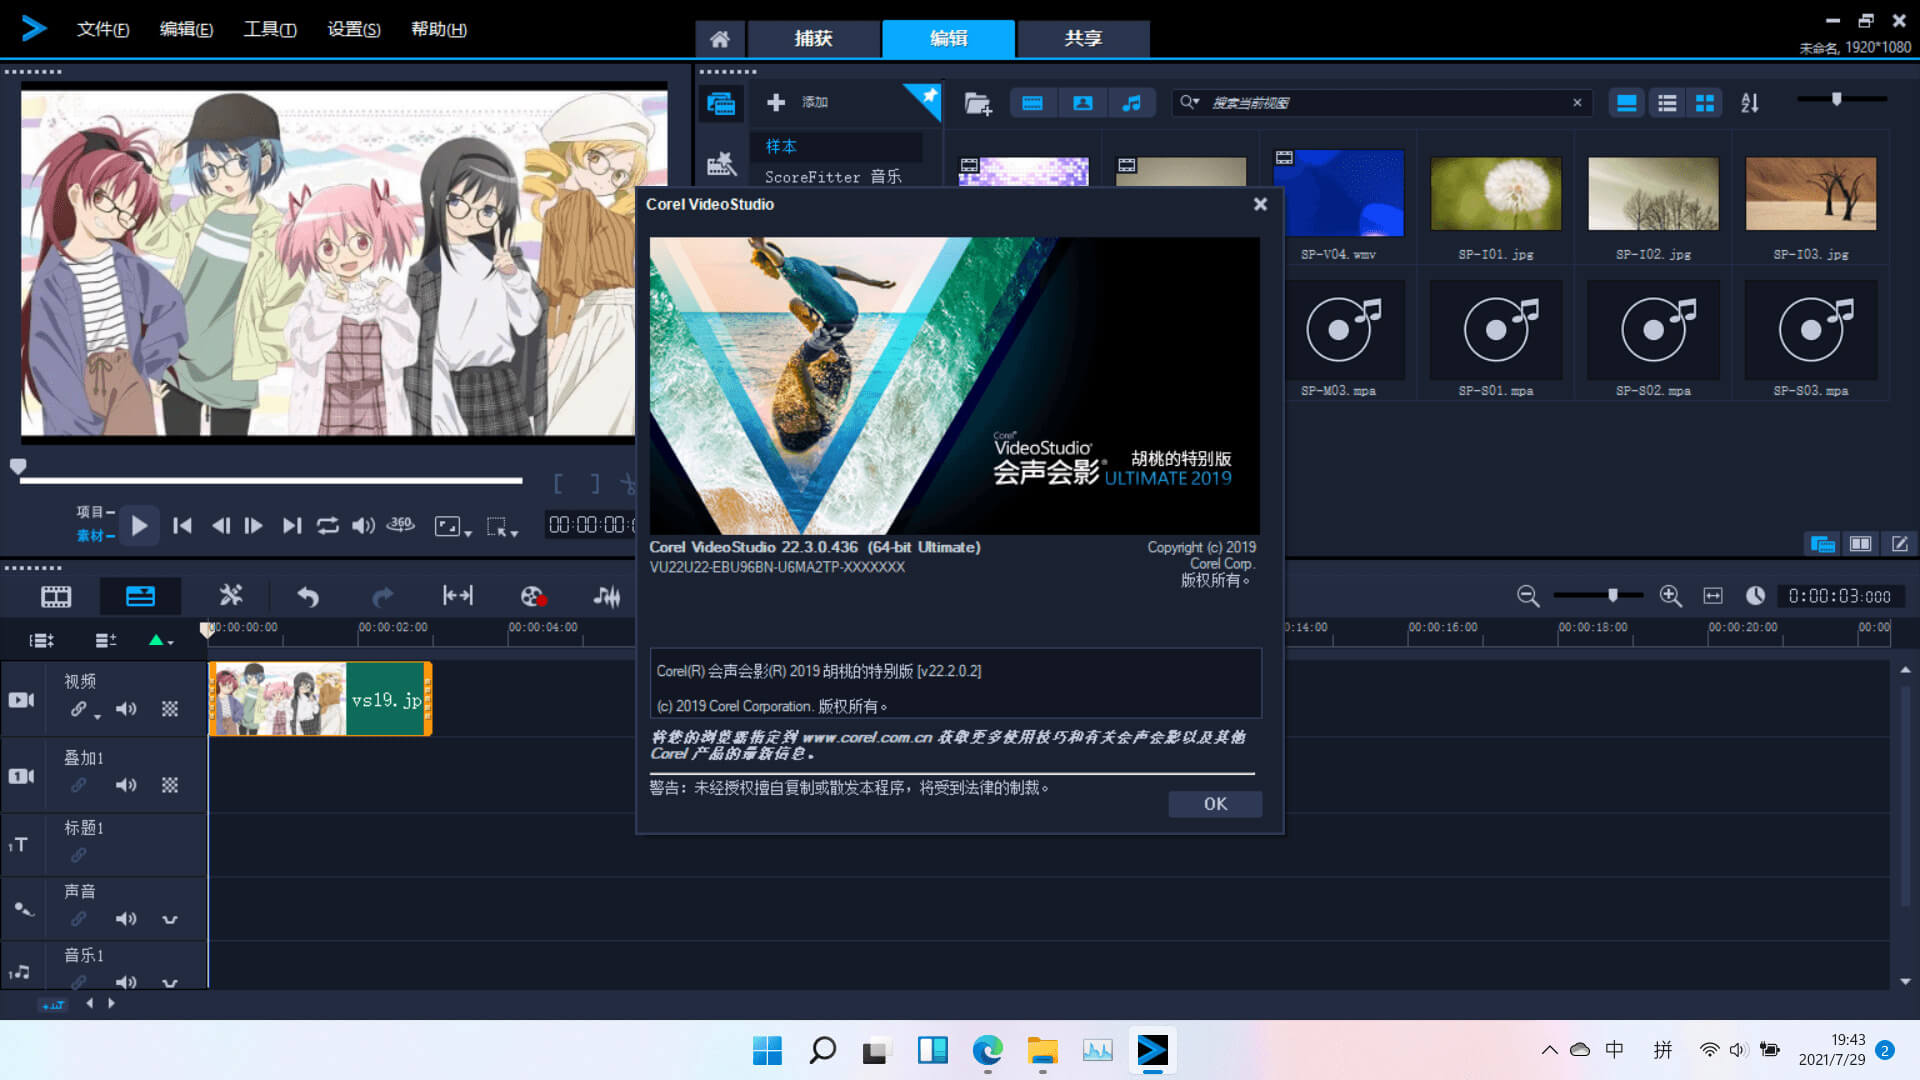 文件(F) 编辑(E) 工具(T) 设置(S) 帮助(H)
捕获 编辑 共享
未命名, 1920*1080
添加
搜索当前视图
样本
ScoreFitter 音乐
SP-V04.wmv SP-I01.jpg SP-I02.jpg SP-I03.jpg
SP-M03.mpa SP-S01.mpa SP-S02.mpa SP-S03.mpa
Corel VideoStudio
Corel
VideoStudio
会声会影 胡桃的特别版
ULTIMATE 2019
Corel VideoStudio 22.3.0.436 (64-bit Ultimate)
VU22U22-EBU96BN-U6MA2TP-XXXXXXX
Copyright (c) 2019
Corel Corp.
版权所有。
Corel(R) 会声会影(R) 2019 胡桃的特别版 [v22.2.0.2]
(c) 2019 Corel Corporation. 版权所有。
将您的浏览器指定到 www.corel.com.cn 获取更多使用技巧和有关会声会影以及其他
Corel 产品的最新信息。
警告：未经授权擅自复制或散发本程序，将受到法律的制裁。
OK
项目
素材
360
00:00:00:
0:00:03:000
00:00:00:00 00:00:02:00 00:00:04:00 0:14:00 00:00:16:00 00:00:18:00 00:00:20:00 00:00
视频
vs19.jp
叠加1
1
标题1
1T
声音
音乐1
1
中 拼
19:43
2021/7/29
2